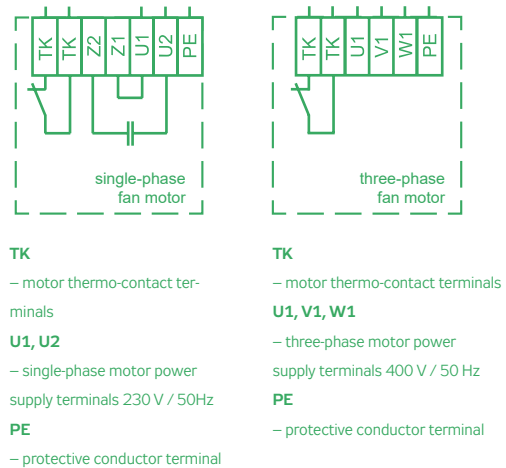 TK TK Z2 Z1 U1 U2 PE
single-phase
fan motor
TK
– motor thermo-contact ter-
minals
U1, U2
– single-phase motor power
supply terminals 230 V / 50Hz
PE
– protective conductor terminal
TK TK U1 V1 W1 PE
three-phase
fan motor
TK
– motor thermo-contact terminals
U1, V1, W1
– three-phase motor power
supply terminals 400 V / 50 Hz
PE
– protective conductor terminal